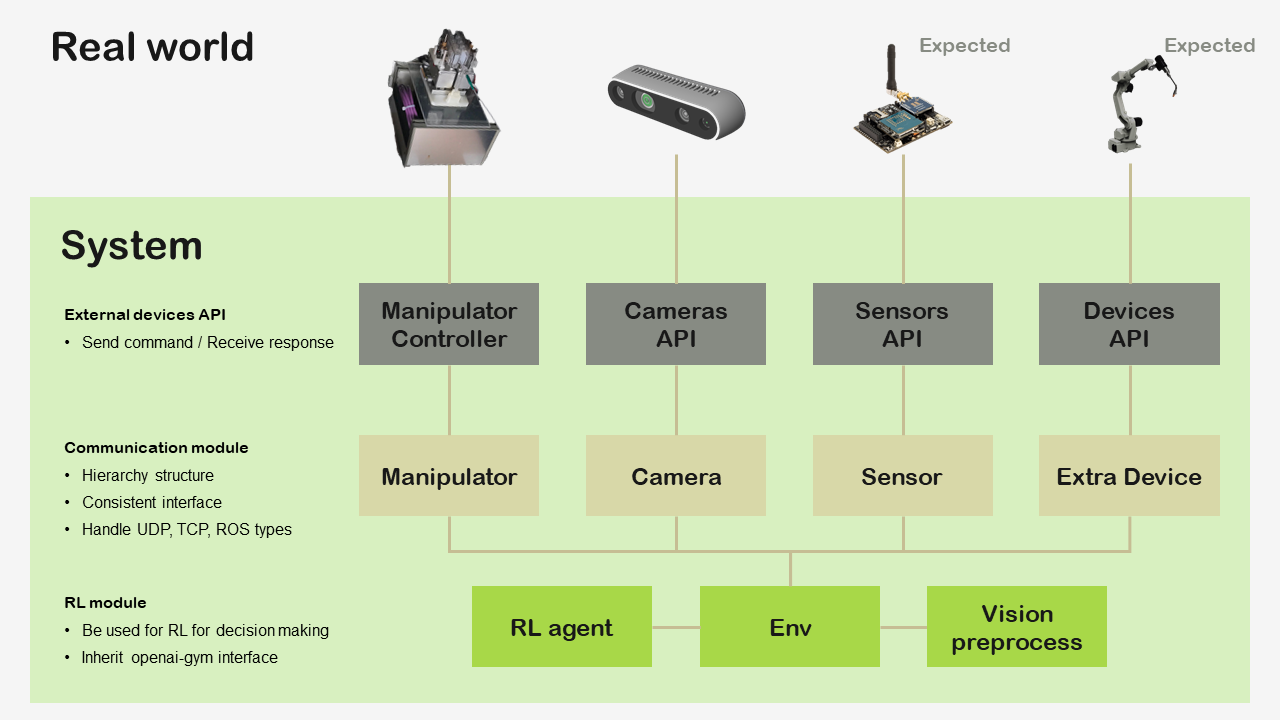 Real world
Expected
Expected
System
External devices API
• Send command / Receive response
Manipulator
Controller
Cameras
API
Sensors
API
Devices
API
Communication module
• Hierarchy structure
• Consistent interface
• Handle UDP, TCP, ROS types
Manipulator
Camera
Sensor
Extra Device
RL module
• Be used for RL for decision making
• Inherit openai-gym interface
RL agent
Env
Vision
preprocess